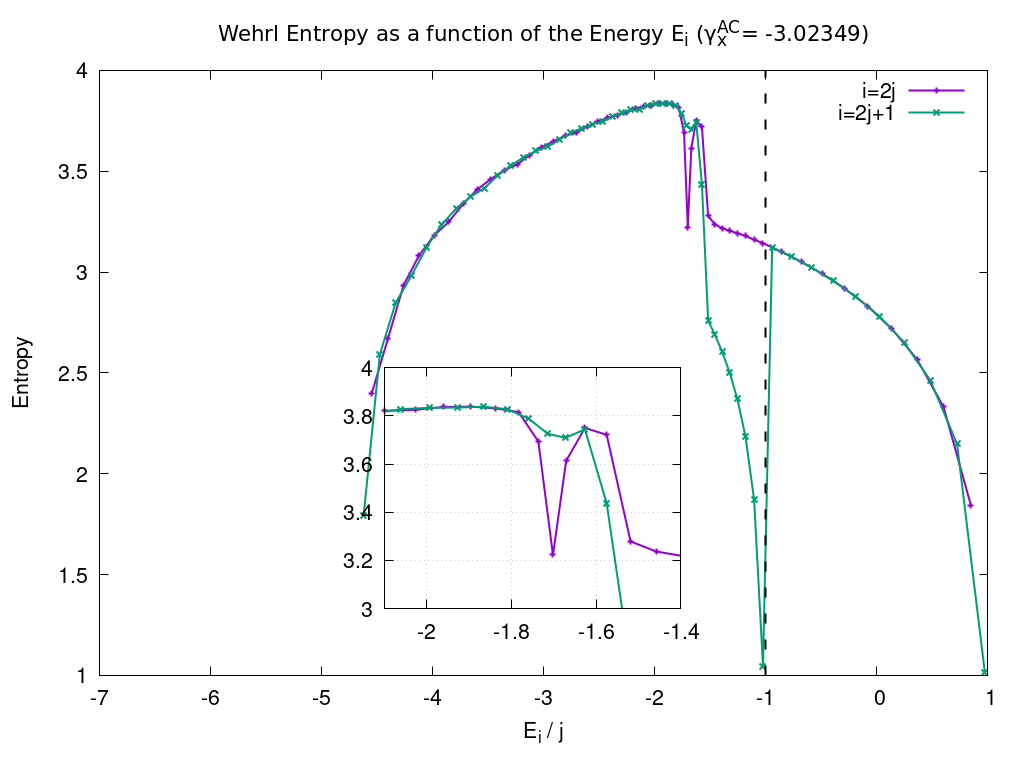 Wehrl Entropy as a function of the Energy E_i (γ_x^AC= -3.02349)
i=2j
i=2j+1
Entropy
4
3.5
3
2.5
2
1.5
1
-7 -6 -5 -4 -3 -2 -1 0 1
E_i / j
4
3.8
3.6
3.4
3.2
3
-2 -1.8 -1.6 -1.4